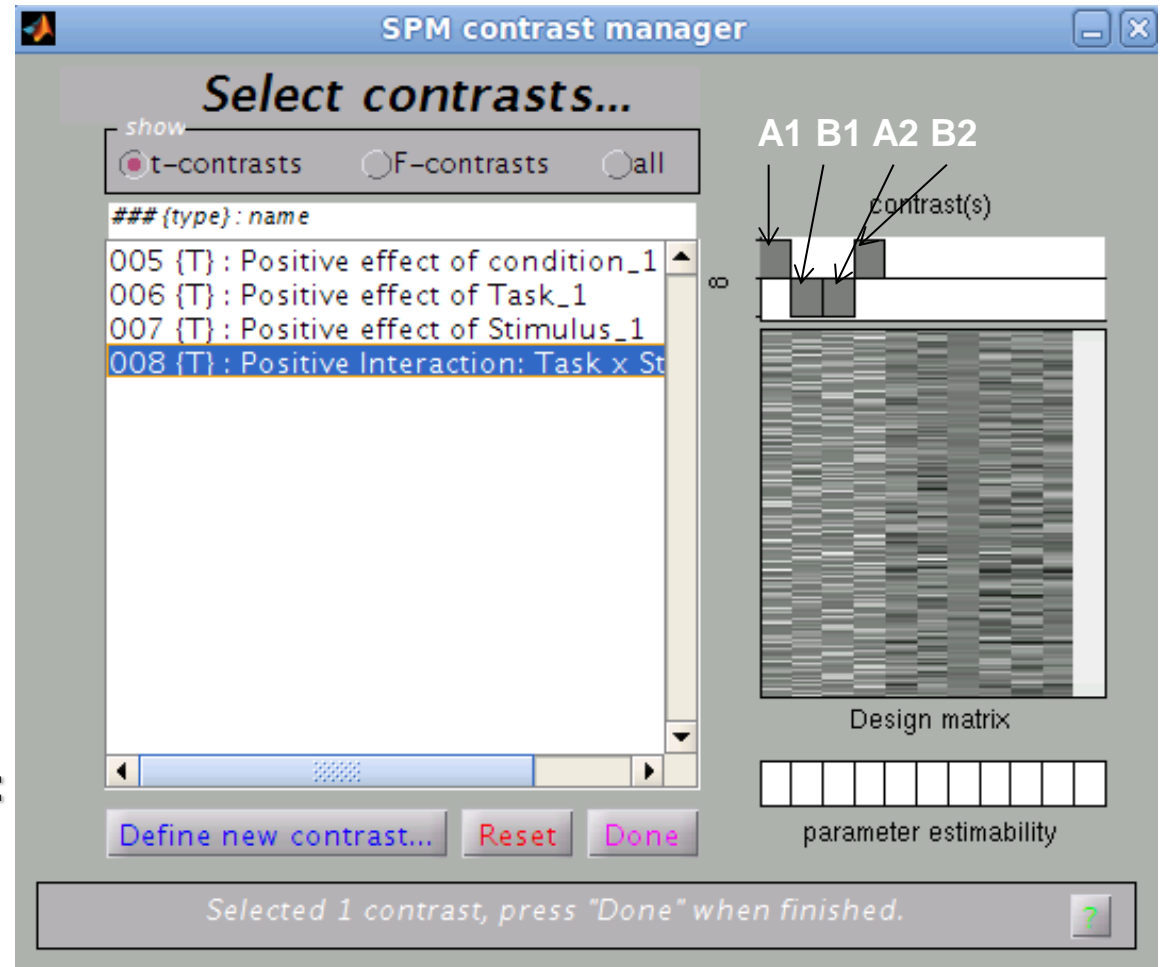 SPM contrast manager
Select contrasts...
show
t-contrasts F-contrasts all
### {type} : name
005 {T} : Positive effect of condition_1
006 {T} : Positive effect of Task_1
007 {T} : Positive effect of Stimulus_1
008 {T} : Positive Interaction: Task x St
Define new contrast... Reset Done
A1 B1 A2 B2
contrast(s)
8
Design matrix
parameter estimability
Selected 1 contrast, press "Done" when finished.
?